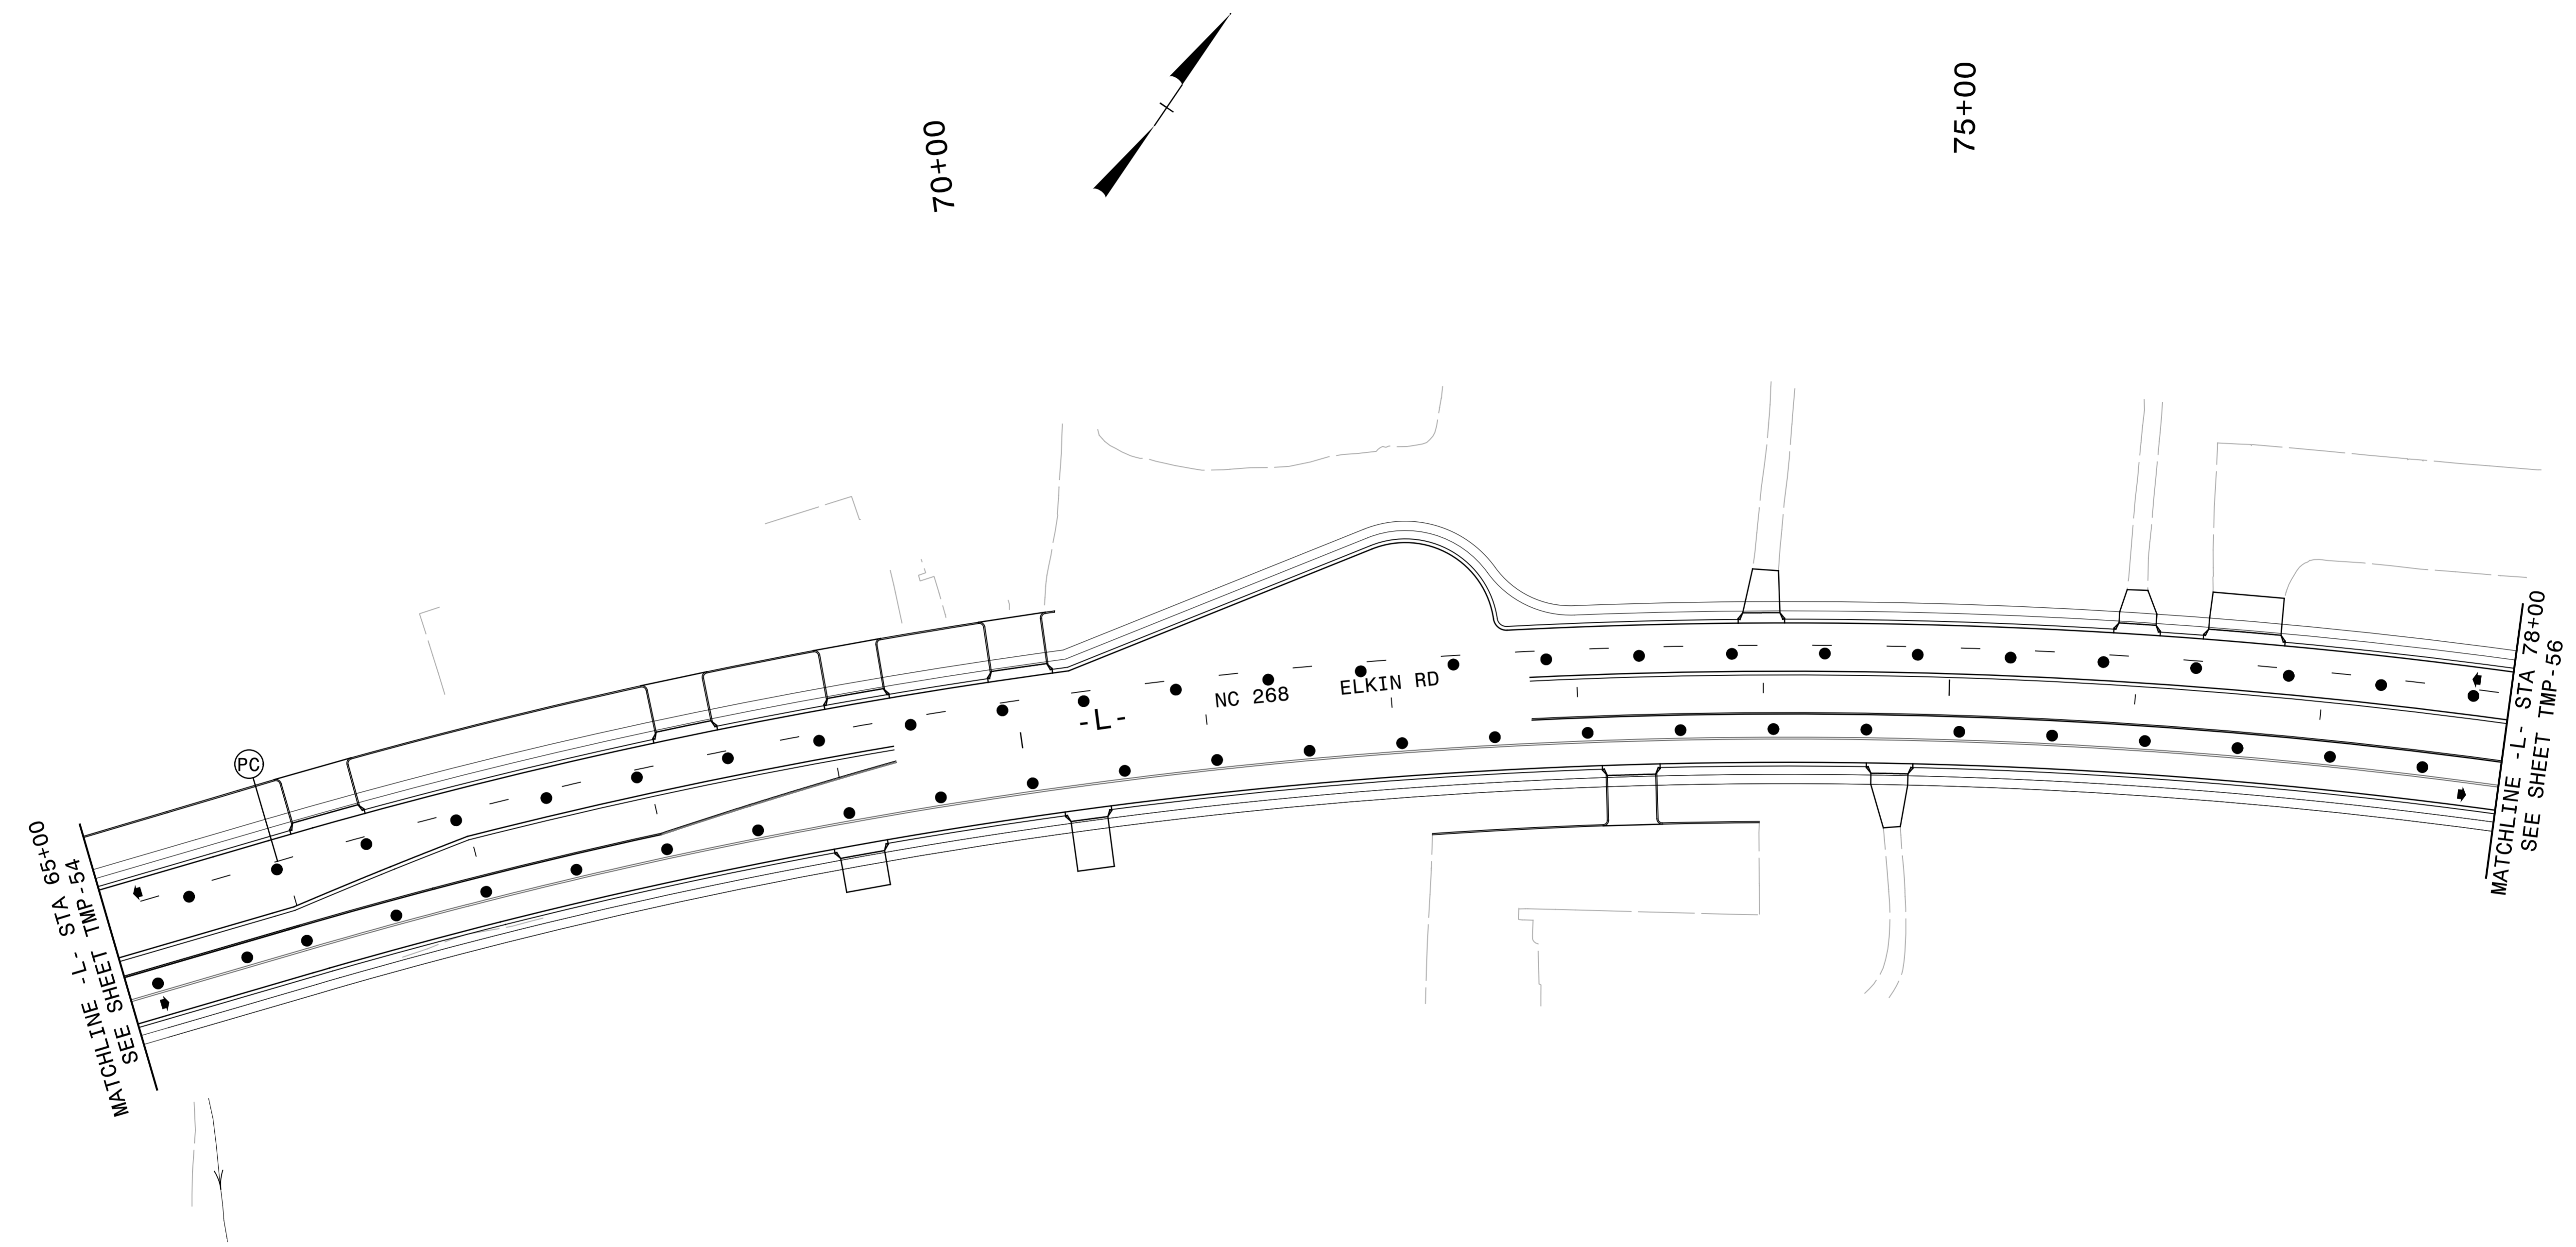 70+00
75+00
PC
-L-
NC 268 ELKIN RD
MATCHLINE -L- STA 65+00
SEE SHEET TMP-54
MATCHLINE -L- STA 78+00
SEE SHEET TMP-56